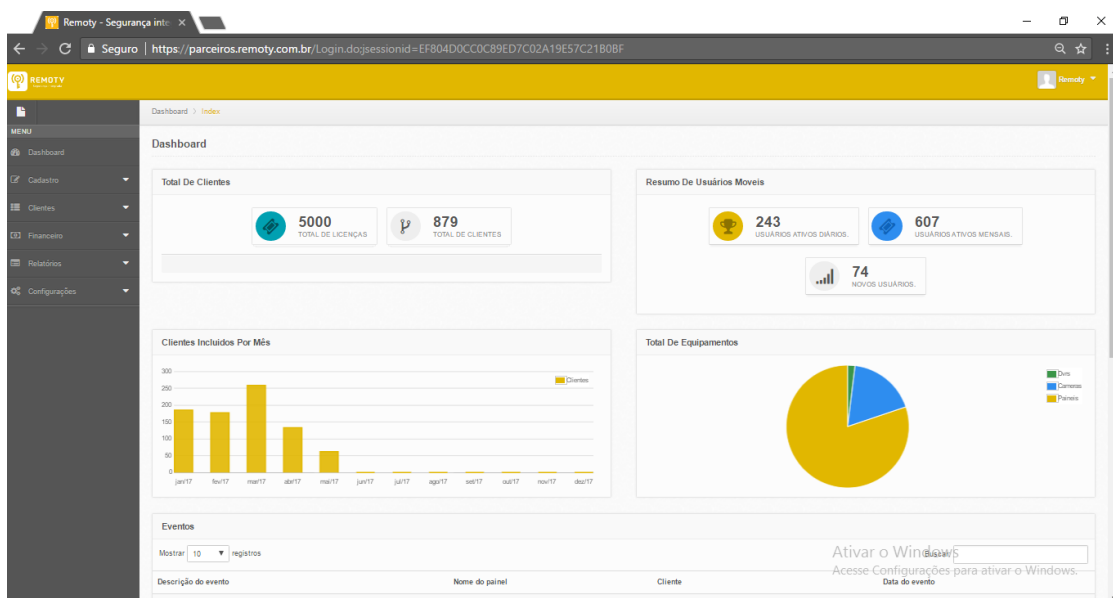 Remoty - Segurança inte
Seguro | https://parceiros.remoty.com.br/Login.do;jsessionid=EF804D0CC0C89ED7C02A19E57C21B0BF
REMOTY
Remoty
Dashboard > Index
MENU
Dashboard
Cadastro
Clientes
Financeiro
Relatórios
Configurações
Dashboard
Total De Clientes
5000
TOTAL DE LICENÇAS
879
TOTAL DE CLIENTES
Resumo De Usuários Moveis
243
USUÁRIOS ATIVOS DIÁRIOS.
607
USUÁRIOS ATIVOS MENSAIS.
74
NOVOS USUÁRIOS.
Clientes Incluídos Por Mês
Clientes
300
250
200
150
100
50
0
jan/17 fev/17 mar/17 abr/17 mai/17 jun/17 jul/17 ago/17 set/17 out/17 nov/17 dez/17
Total De Equipamentos
Dvrs
Cameras
Paineis
Eventos
Mostrar 10 registros
Buscar:
Ativar o Windows
Acesse Configurações para ativar o Windows.
Descrição do evento Nome do painel Cliente Data do evento